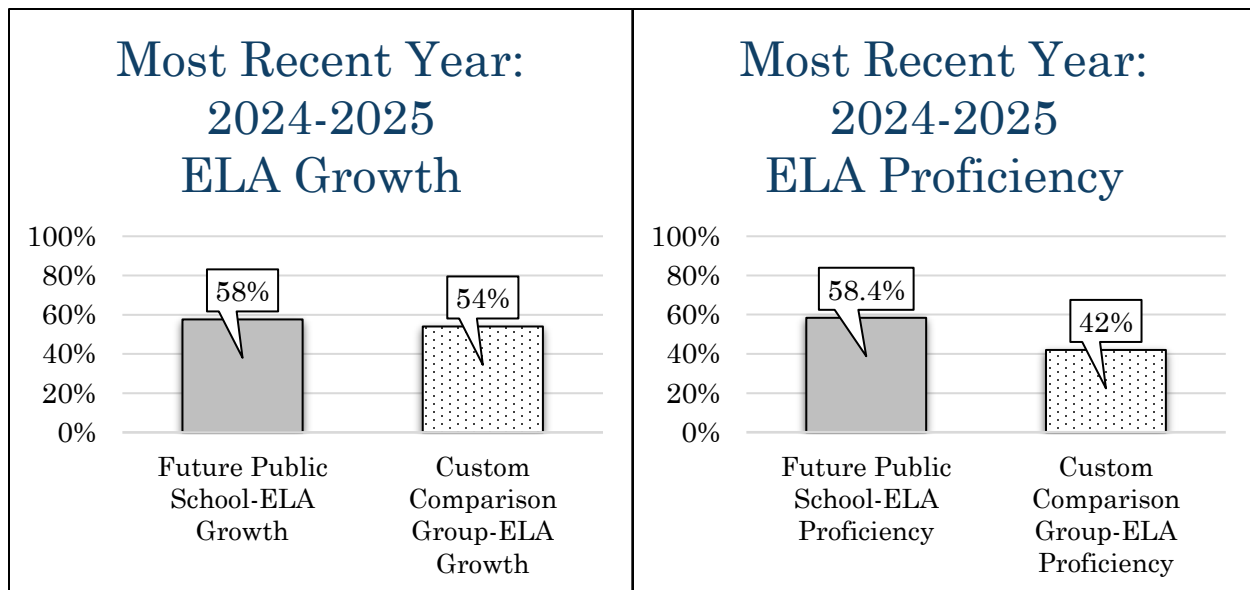 Most Recent Year:
2024-2025
ELA Growth
100%
80%
60%
40%
20%
0%
58%
54%
Future Public
School-ELA
Growth
Custom
Comparison
Group-ELA
Growth
Most Recent Year:
2024-2025
ELA Proficiency
100%
80%
60%
40%
20%
0%
58.4%
42%
Future Public
School-ELA
Proficiency
Custom
Comparison
Group-ELA
Proficiency